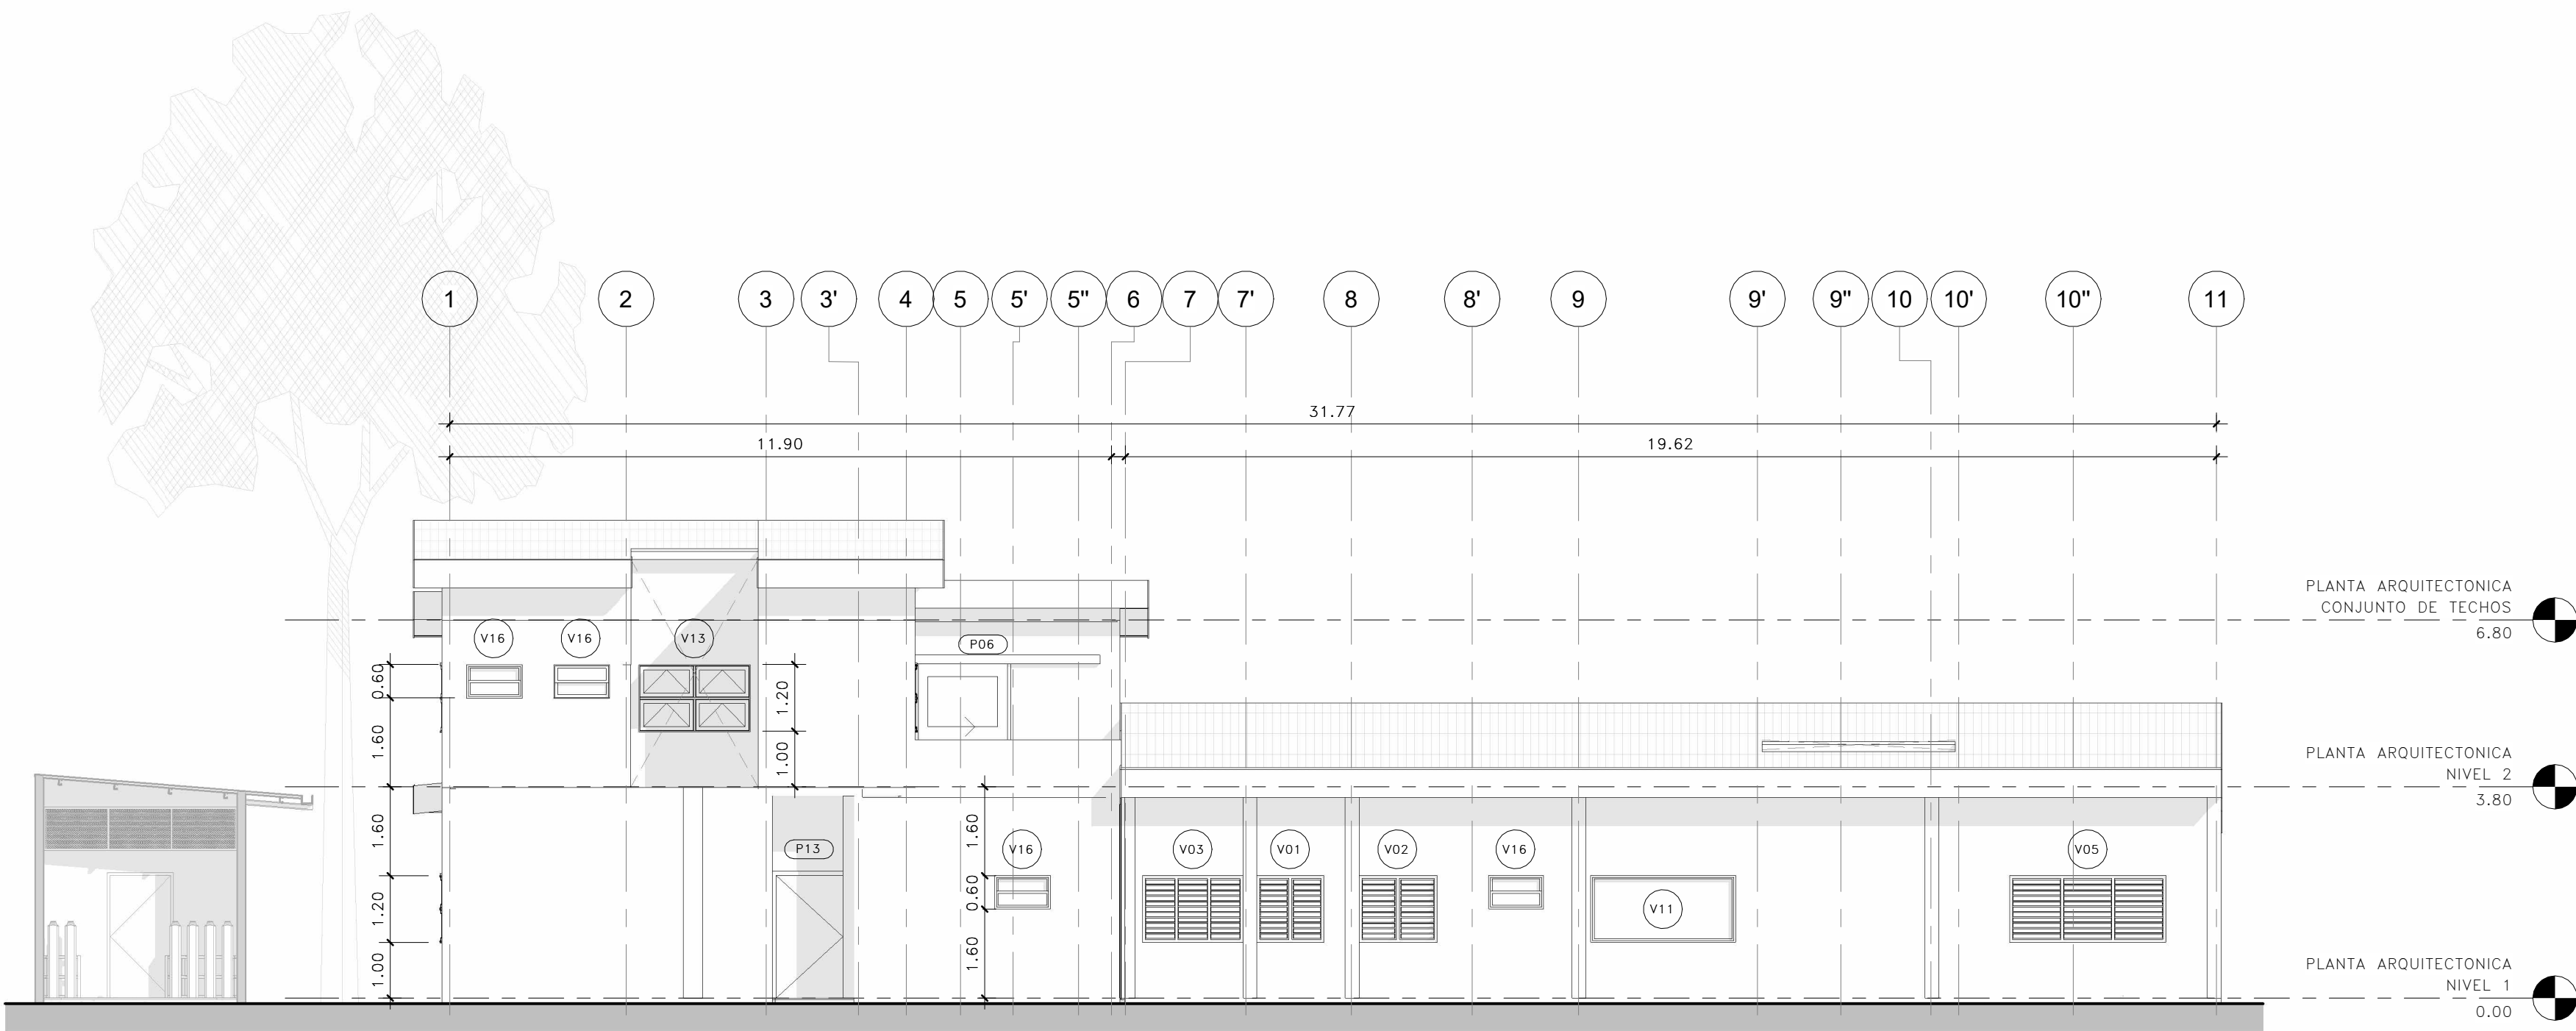 1 2 3 3' 4 5 5' 5" 6 7 7' 8 8' 9 9' 9" 10 10' 10" 11
31.77
11.90 19.62
PLANTA ARQUITECTONICA
CONJUNTO DE TECHOS
6.80
V16 V16 V13 P06
0.60
1.60
1.20
1.00
PLANTA ARQUITECTONICA
NIVEL 2
3.80
1.60
1.20
1.00
P13
1.60
0.60
1.60
V16 V03 V01 V02 V16 V11 V05
PLANTA ARQUITECTONICA
NIVEL 1
0.00